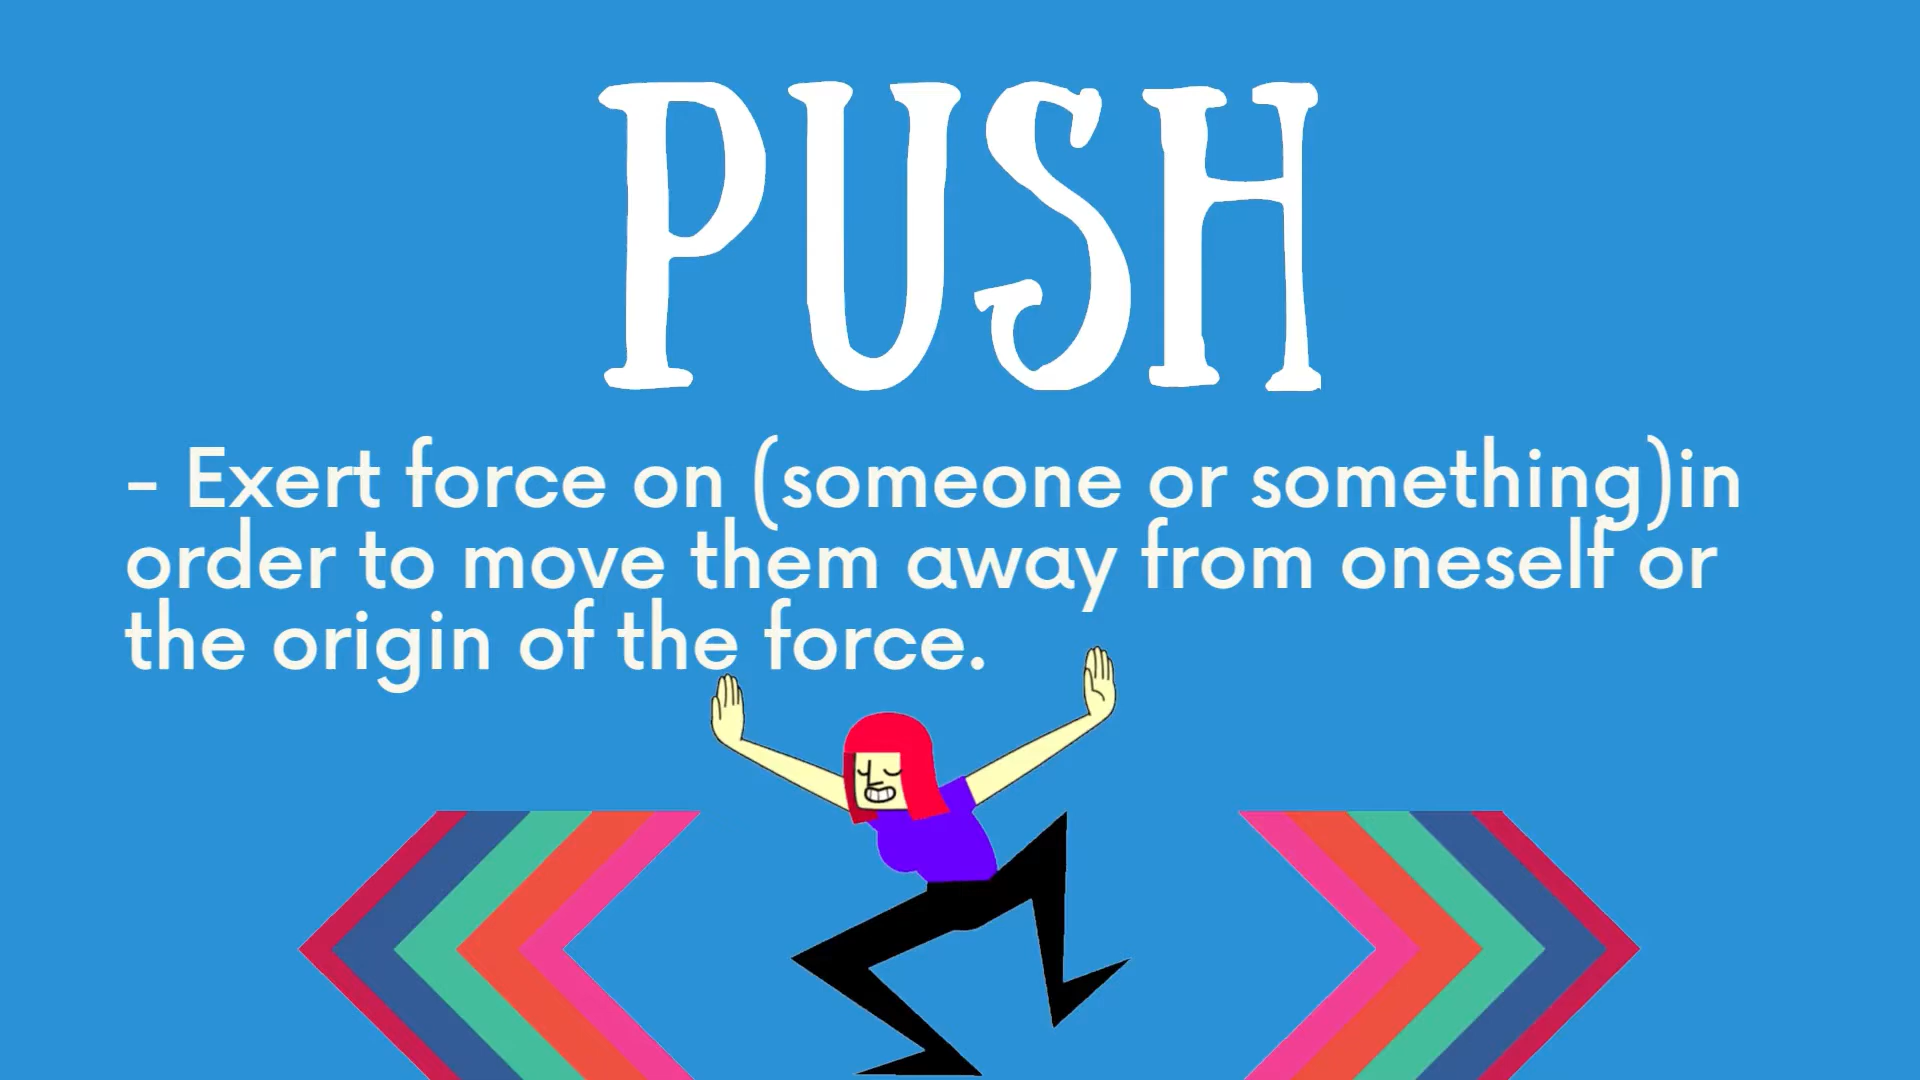 PUSH
- Exert force on (someone or something)in
order to move them away from oneself or
the origin of the force.